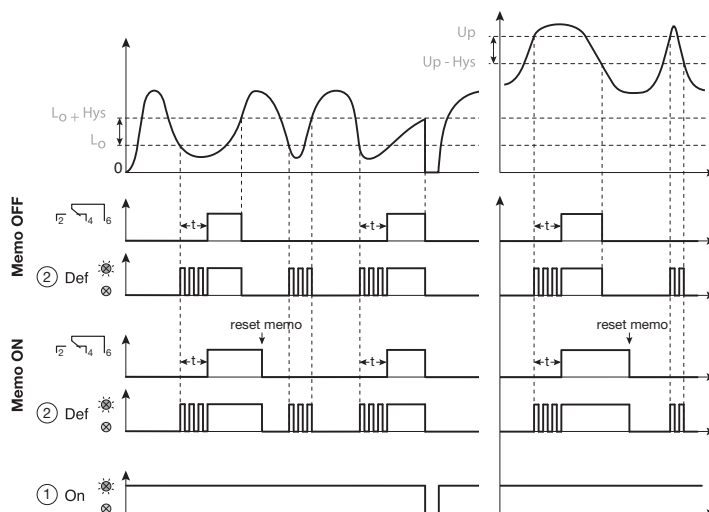 Up
Up - Hys
Lo + Hys
Lo
0
Memo OFF
2 4 6
t
t
t
2 Def
Memo ON
reset memo
reset memo
2 4 6
t
t
t
2 Def
1 On